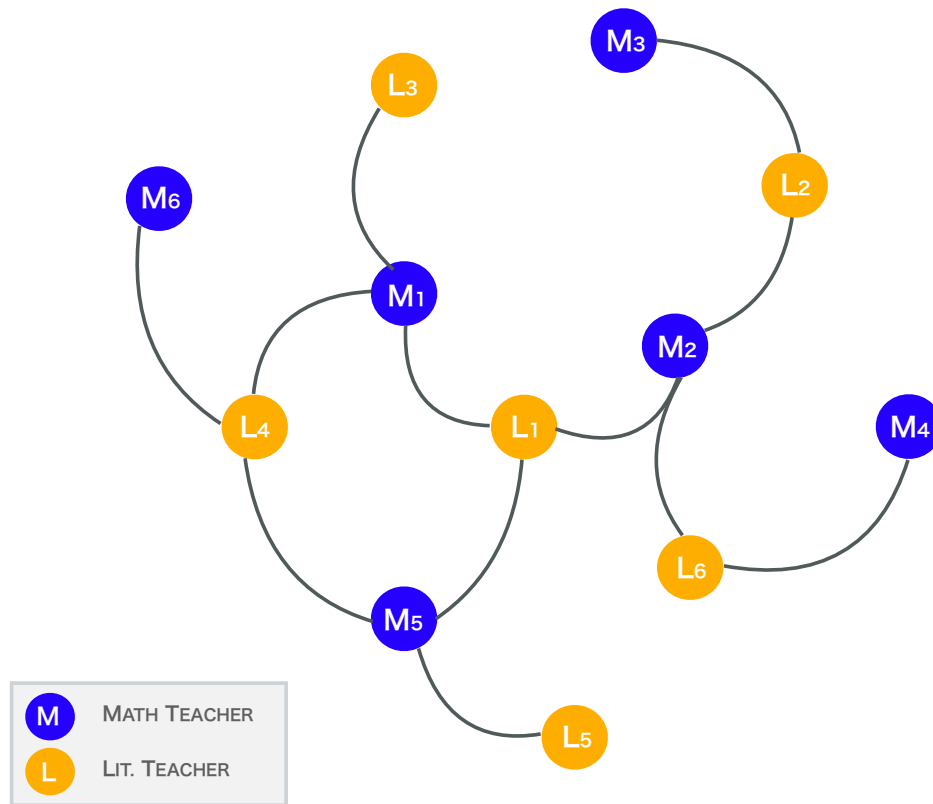 M3
L3
L2
M6
M1
M2
L4
L1
M4
L6
M5
L5
M MATH TEACHER
L LIT. TEACHER